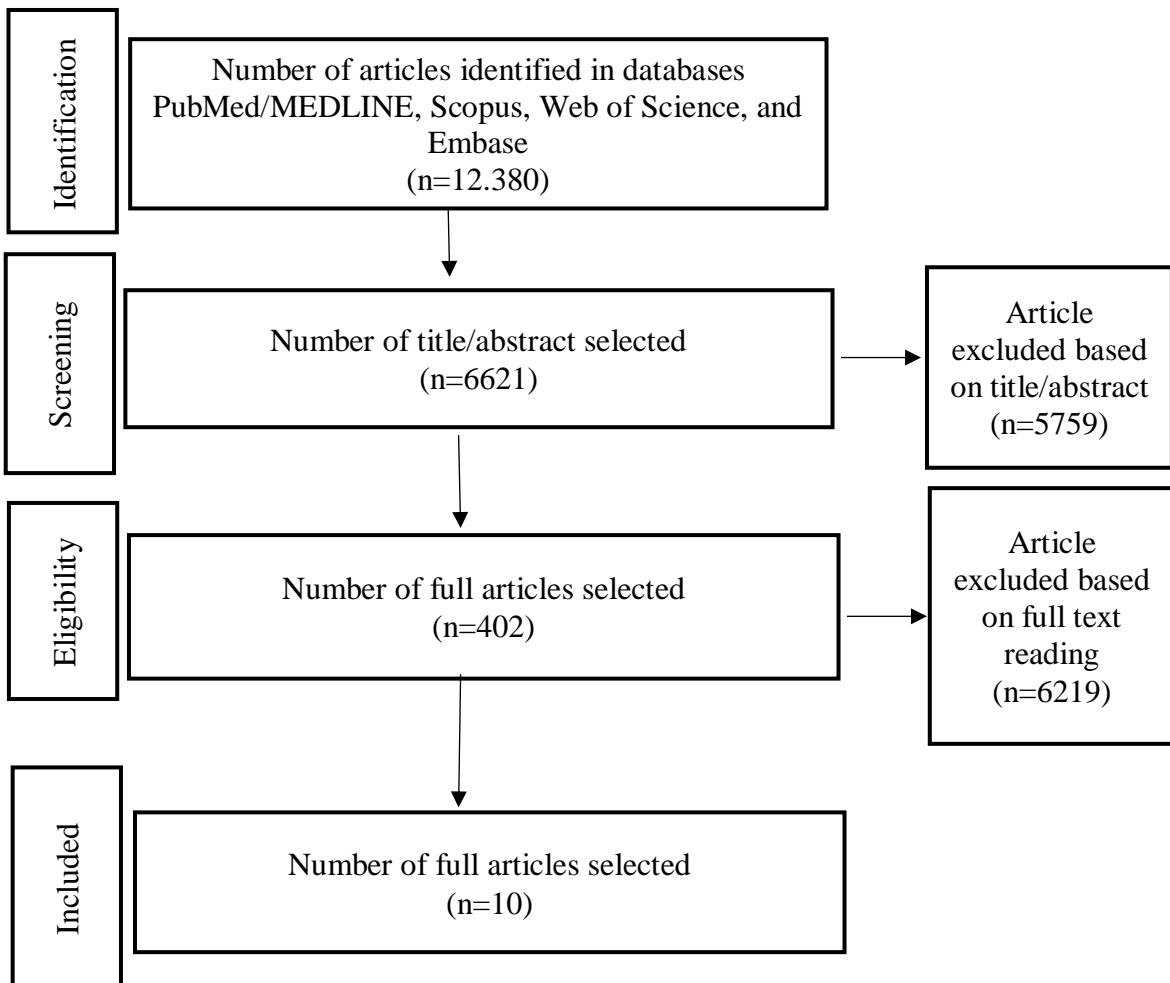 Identification
Number of articles identified in databases
PubMed/MEDLINE, Scopus, Web of Science, and
Embase
(n=12.380)
Screening
Number of title/abstract selected
(n=6621)
Article
excluded based
on title/abstract
(n=5759)
Eligibility
Number of full articles selected
(n=402)
Article
excluded based
on full text
reading
(n=6219)
Included
Number of full articles selected
(n=10)